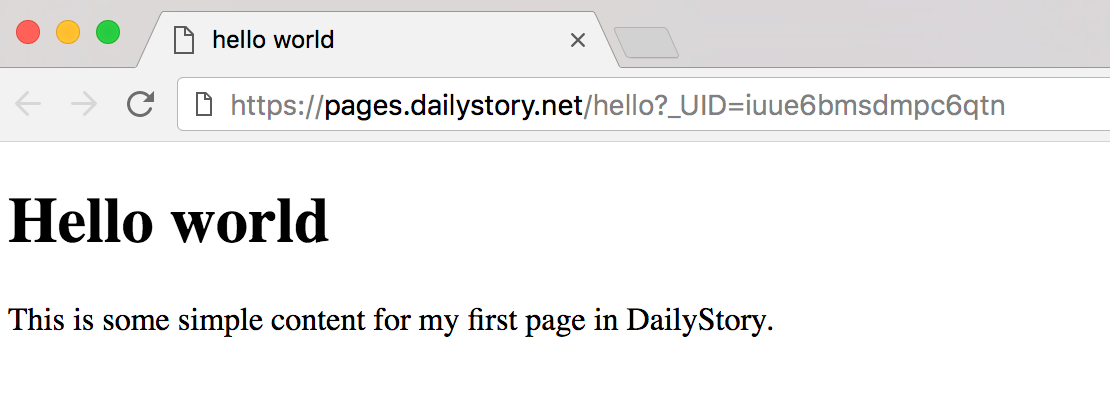 hello world
https://pages.dailystory.net/hello?_UID=iuue6bmsdmpc6qtn
Hello world
This is some simple content for my first page in DailyStory.